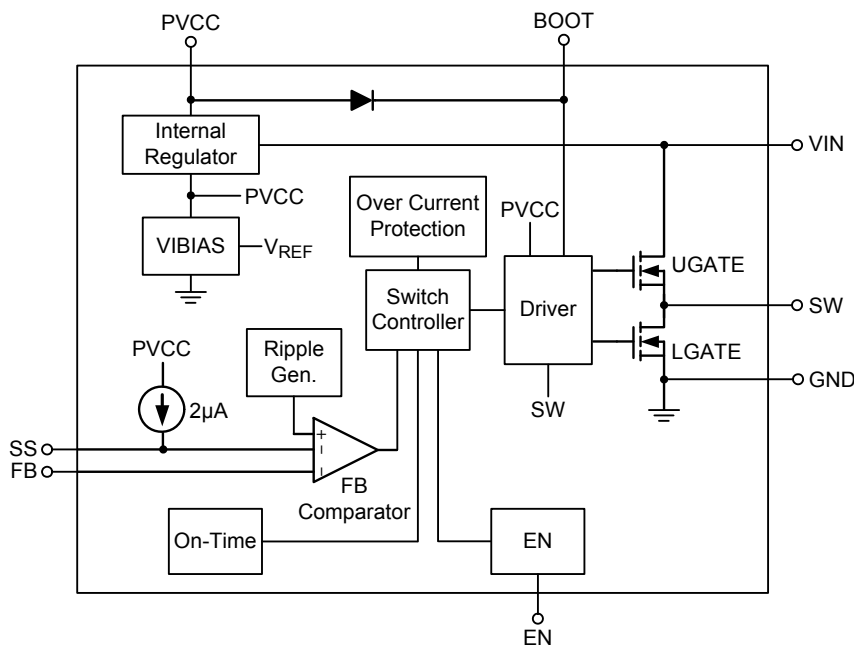 PVCC
BOOT
Internal
Regulator
VIN
PVCC
Over Current
Protection
PVCC
VIBIAS
VREF
UGATE
Switch
Controller
Driver
SW
Ripple
Gen.
PVCC
LGATE
GND
2µA
SW
SS
+
-
FB
-
FB
Comparator
On-Time
EN
EN